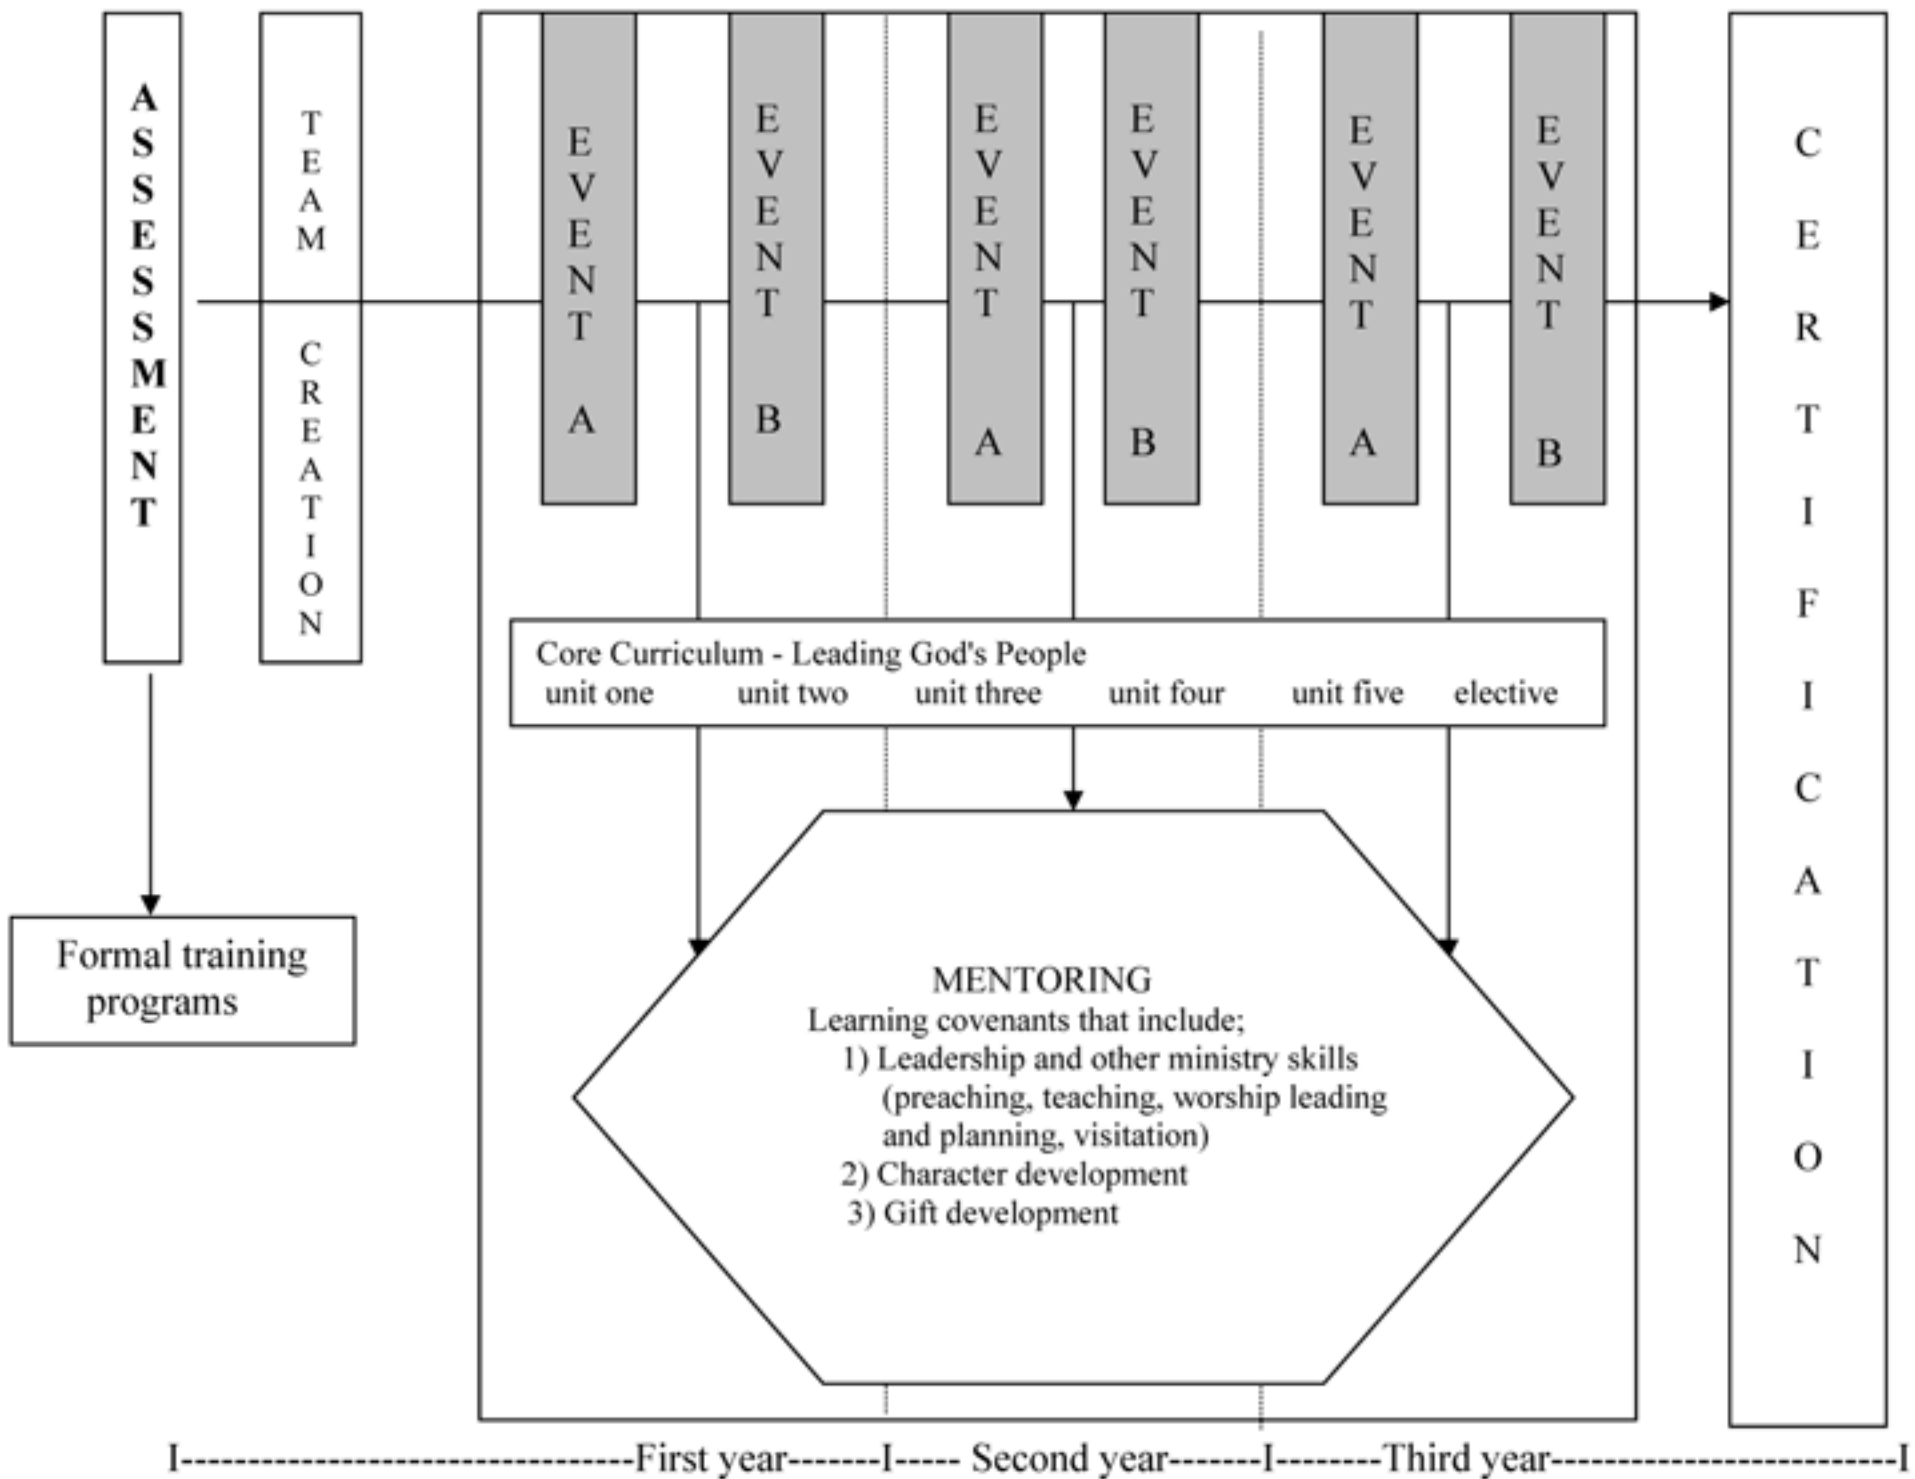 ASSESSMENT
TEAM CREATION
EVENT A
EVENT B
EVENT A
EVENT B
EVENT A
EVENT B
CERTIFICATION
Core Curriculum - Leading God's People
unit one unit two unit three unit four unit five elective
Formal training
programs
MENTORING
Learning covenants that include;
1) Leadership and other ministry skills
(preaching, teaching, worship leading
and planning, visitation)
2) Character development
3) Gift development
I------------------------------First year-------I----- Second year-------I-------Third year-----------------------I